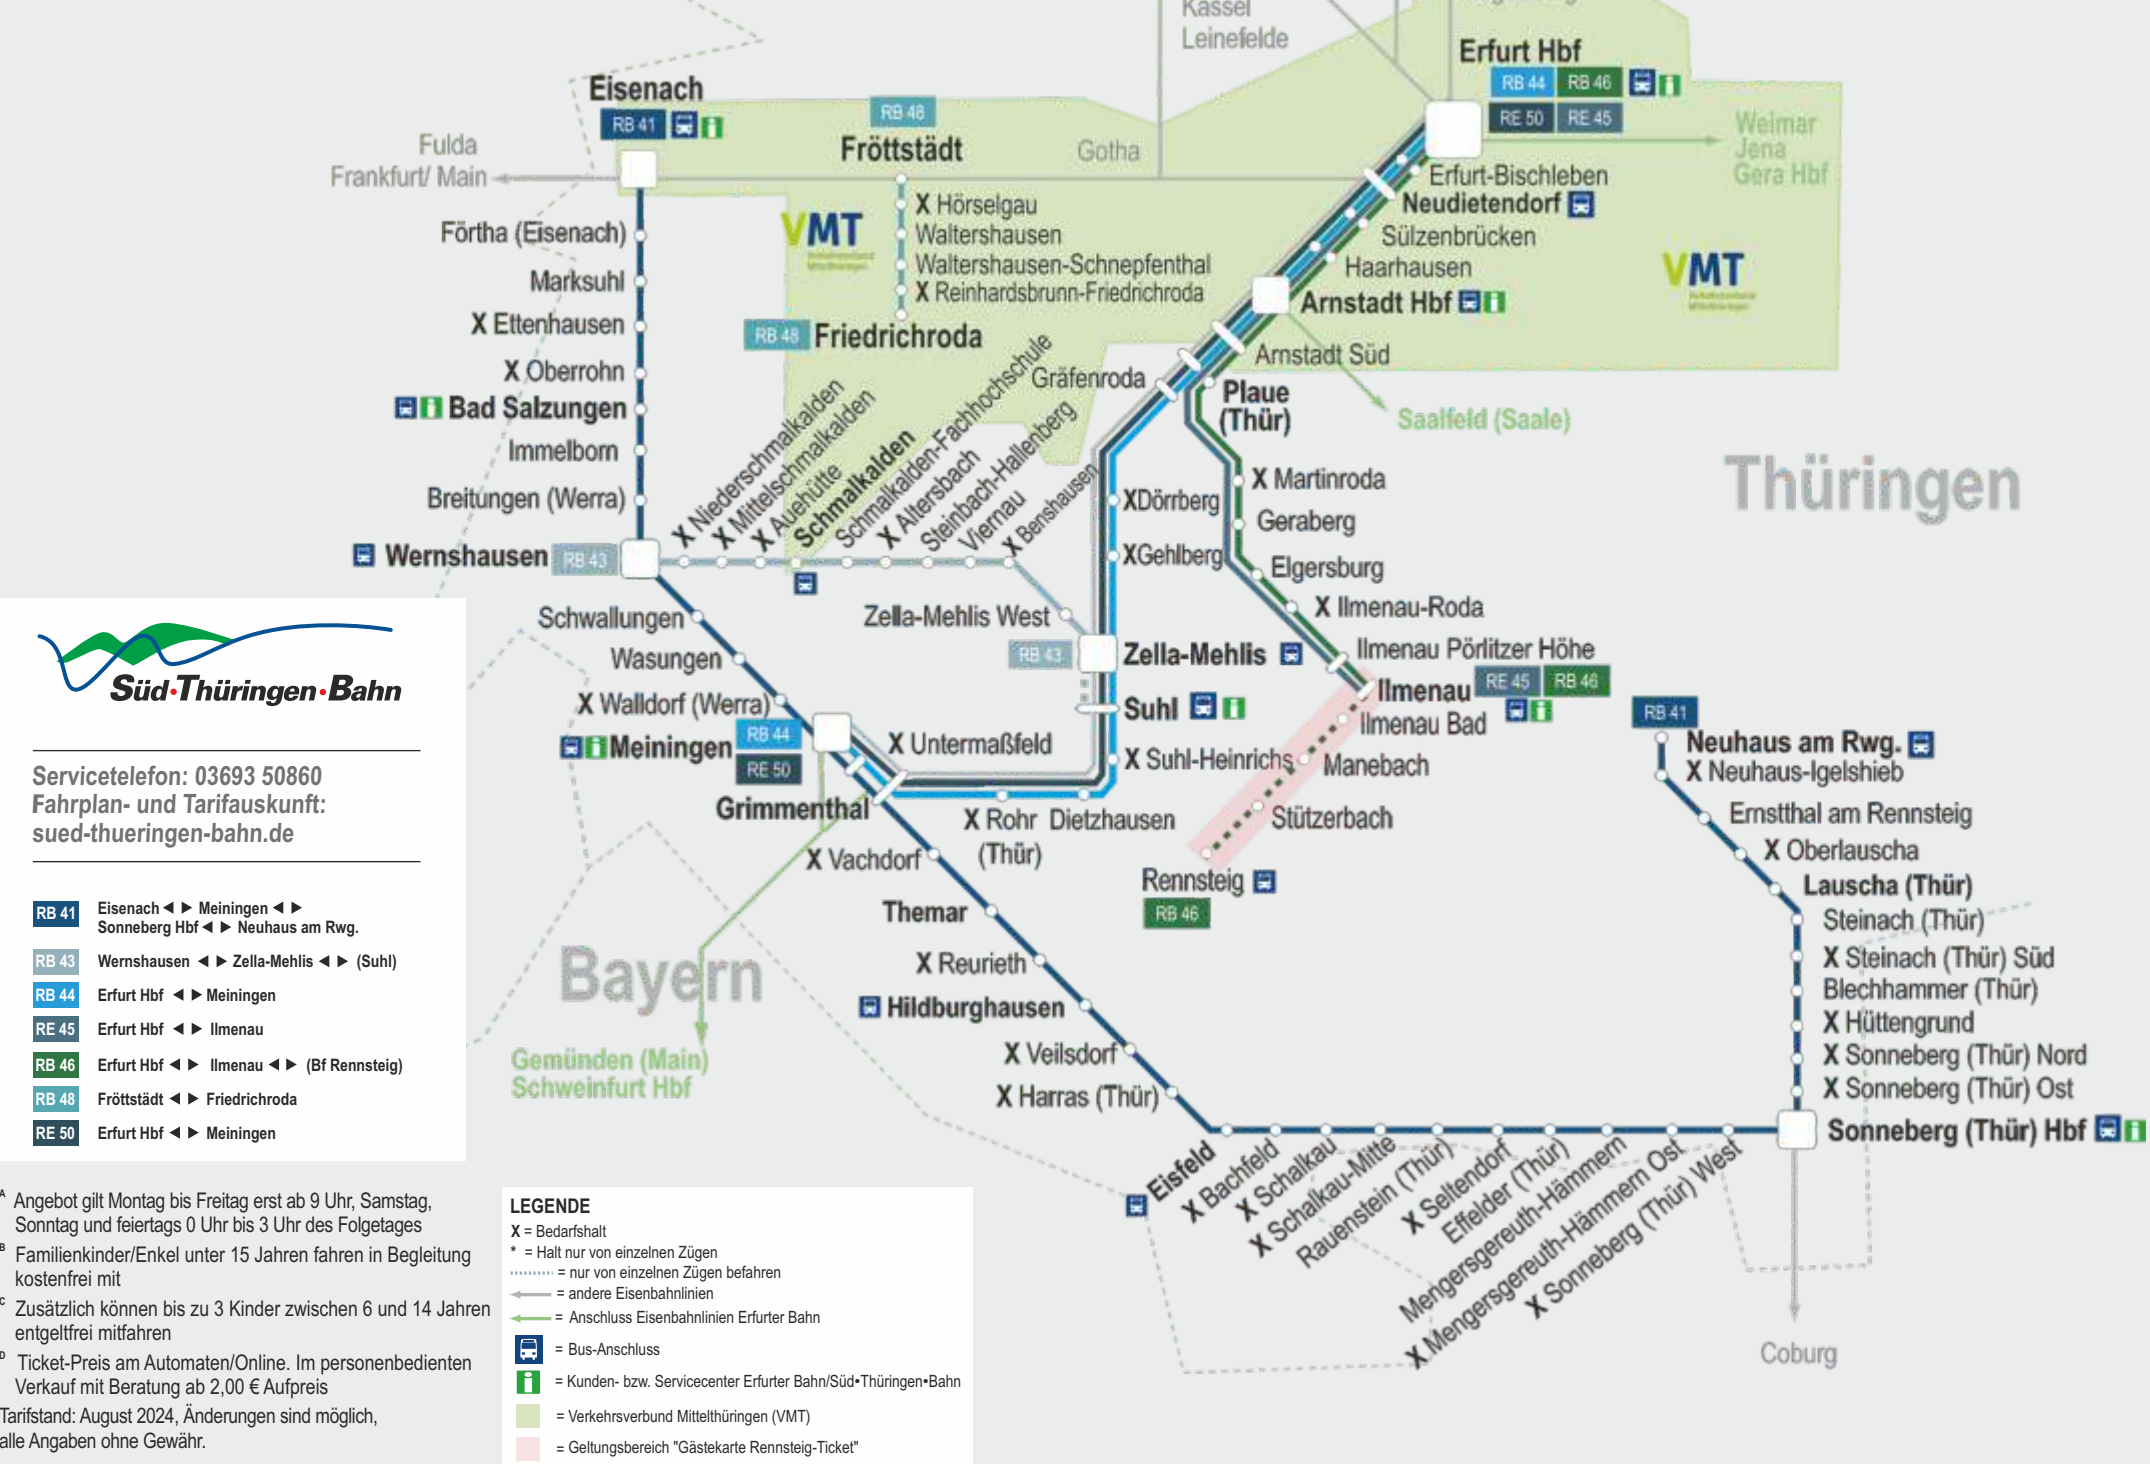 Kassel
Leinefelde
Erfurt Hbf
RB 44 RB 46
RE 50 RE 45
Eisenach
RB 41
RB 48
Fröttstädt
Gotha
Fulda
Frankfurt/ Main
Weimar
Jena
Gera Hbf
Erfurt-Bischleben
Neudietendorf
Sülzenbrücken
Haarhausen
Arnstadt Hbf
Arnstadt Süd
Saalfeld (Saale)
VMT
VMT
X Hörselgau
Waltershausen
Waltershausen-Schnepfenthal
X Reinhardsbrunn-Friedrichroda
RB 48 Friedrichroda
Förtha (Eisenach)
Marksuhl
X Ettenhausen
X Oberrohn
Bad Salzungen
Immelborn
Breitungen (Werra)
Wernshausen RB 43
X Niederschmalkalden
X Mittelschmalkalden
X Auehütte
Schmalkalden
Schmalkalden-Fachhochschule
X Altersbach
Steinbach-Hallenberg
Viernau
X Benshausen
Zella-Mehlis West
RB 43
Zella-Mehlis
Suhl
X Suhl-Heinrichs
Gräfenroda
XDörrberg
XGehlberg
Plaue
(Thür)
X Martinroda
Geraberg
Elgersburg
X Ilmenau-Roda
Ilmenau Pörlitzer Höhe
Ilmenau RE 45 RB 46
Ilmenau Bad
Manebach
Stützerbach
Rennsteig
RB 46
Thüringen
Schwallungen
Wasungen
X Walldorf (Werra)
RB 44
Meiningen
RE 50
X Untermaßfeld
Grimmenthal
X Rohr
(Thür)
Dietzhausen
X Vachdorf
Themar
X Reurieth
Hildburghausen
X Veilsdorf
X Harras (Thür)
Bayern
Gemünden (Main)
Schweinfurt Hbf
Eisfeld
X Bachfeld
X Schalkau
X Schalkau-Mitte
Rauenstein (Thür)
X Seltendorf
Effelder (Thür)
Mengersgereuth-Hämmern
X Mengersgereuth-Hämmern Ost
X Sonneberg (Thür) West
RB 41
Neuhaus am Rwg.
X Neuhaus-Igelshieb
Ernstthal am Rennsteig
X Oberlauscha
Lauscha (Thür)
Steinach (Thür)
X Steinach (Thür) Süd
Blechhammer (Thür)
X Hüttengrund
X Sonneberg (Thür) Nord
X Sonneberg (Thür) Ost
Sonneberg (Thür) Hbf
Coburg
Süd•Thüringen•Bahn
Servicetelefon: 03693 50860
Fahrplan- und Tarifauskunft:
sued-thueringen-bahn.de
RB 41 Eisenach ◄ ► Meiningen ◄ ►
Sonneberg Hbf ◄ ► Neuhaus am Rwg.
RB 43 Wernshausen ◄ ► Zella-Mehlis ◄ ► (Suhl)
RB 44 Erfurt Hbf ◄ ► Meiningen
RE 45 Erfurt Hbf ◄ ► Ilmenau
RB 46 Erfurt Hbf ◄ ► Ilmenau ◄ ► (Bf Rennsteig)
RB 48 Fröttstädt ◄ ► Friedrichroda
RE 50 Erfurt Hbf ◄ ► Meiningen
A Angebot gilt Montag bis Freitag erst ab 9 Uhr, Samstag,
Sonntag und feiertags 0 Uhr bis 3 Uhr des Folgetages
B Familienkinder/Enkel unter 15 Jahren fahren in Begleitung
kostenfrei mit
C Zusätzlich können bis zu 3 Kinder zwischen 6 und 14 Jahren
entgeltfrei mitfahren
D Ticket-Preis am Automaten/Online. Im personenbedienten
Verkauf mit Beratung ab 2,00 € Aufpreis
Tarifstand: August 2024, Änderungen sind möglich,
alle Angaben ohne Gewähr.
LEGENDE
X = Bedarfshalt
* = Halt nur von einzelnen Zügen
= nur von einzelnen Zügen befahren
= andere Eisenbahnlinien
= Anschluss Eisenbahnlinien Erfurter Bahn
= Bus-Anschluss
= Kunden- bzw. Servicecenter Erfurter Bahn/Süd•Thüringen•Bahn
= Verkehrsverbund Mittelthüringen (VMT)
= Geltungsbereich "Gästekarte Rennsteig-Ticket"